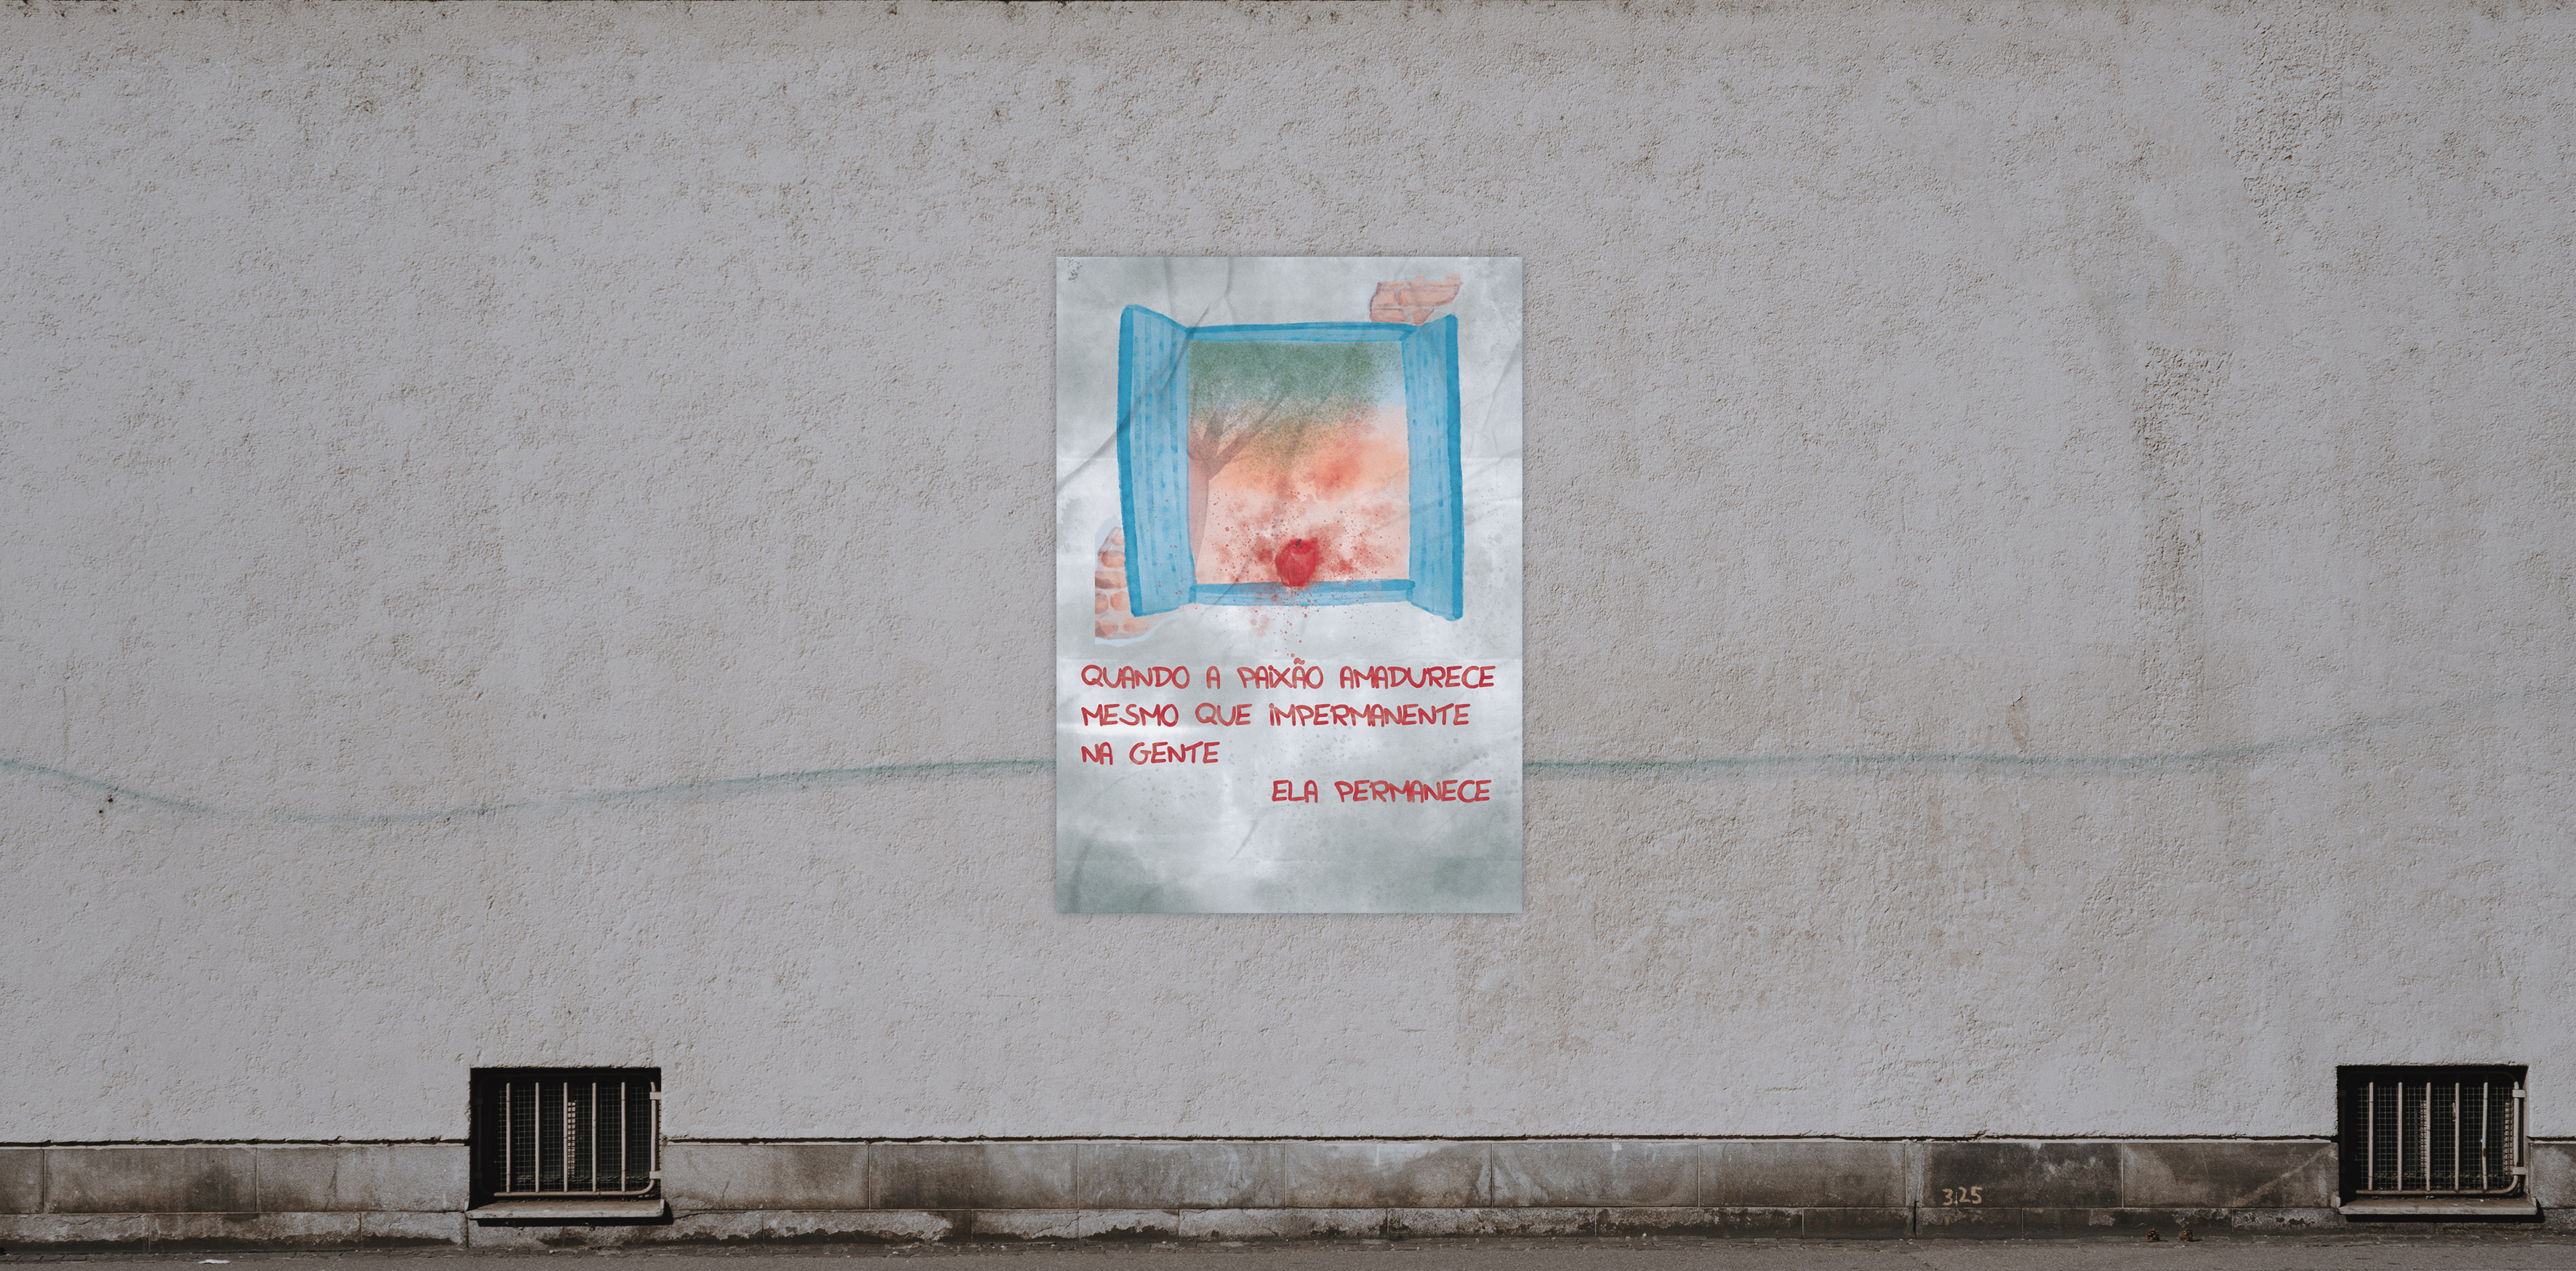 QUANDO A PAIXÃO AMADURECE
MESMO QUE IMPERMANENTE
NA GENTE
ELA PERMANECE
3,25